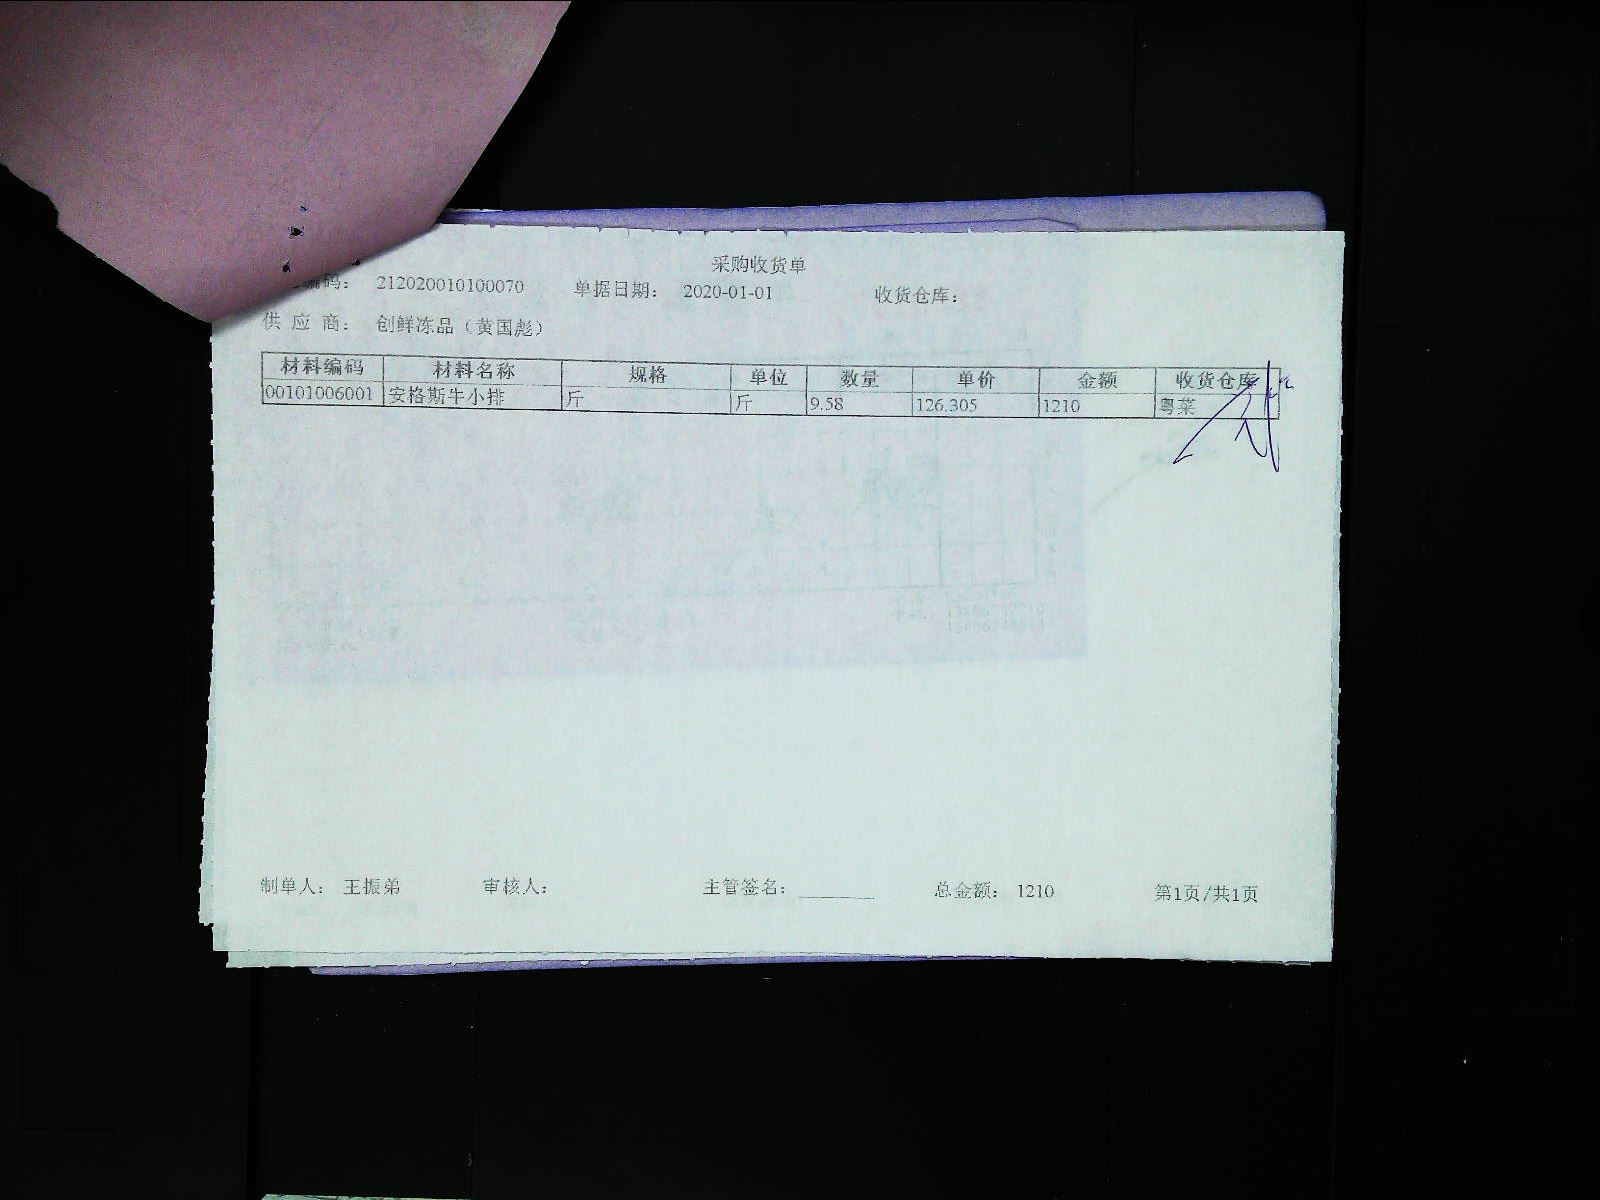 采购收货单
编码： 212020010100070 单据日期： 2020-01-01 收货仓库：
供 应 商： 创鲜冻品（黄国彪）
材料编码 材料名称 规格 单位 数量 单价 金额 收货仓库
00101006001 安格斯牛小排 斤 斤 9.58 126.305 1210 粤菜
制单人： 王振弟 审核人： 主管签名： 总金额： 1210 第1页/共1页